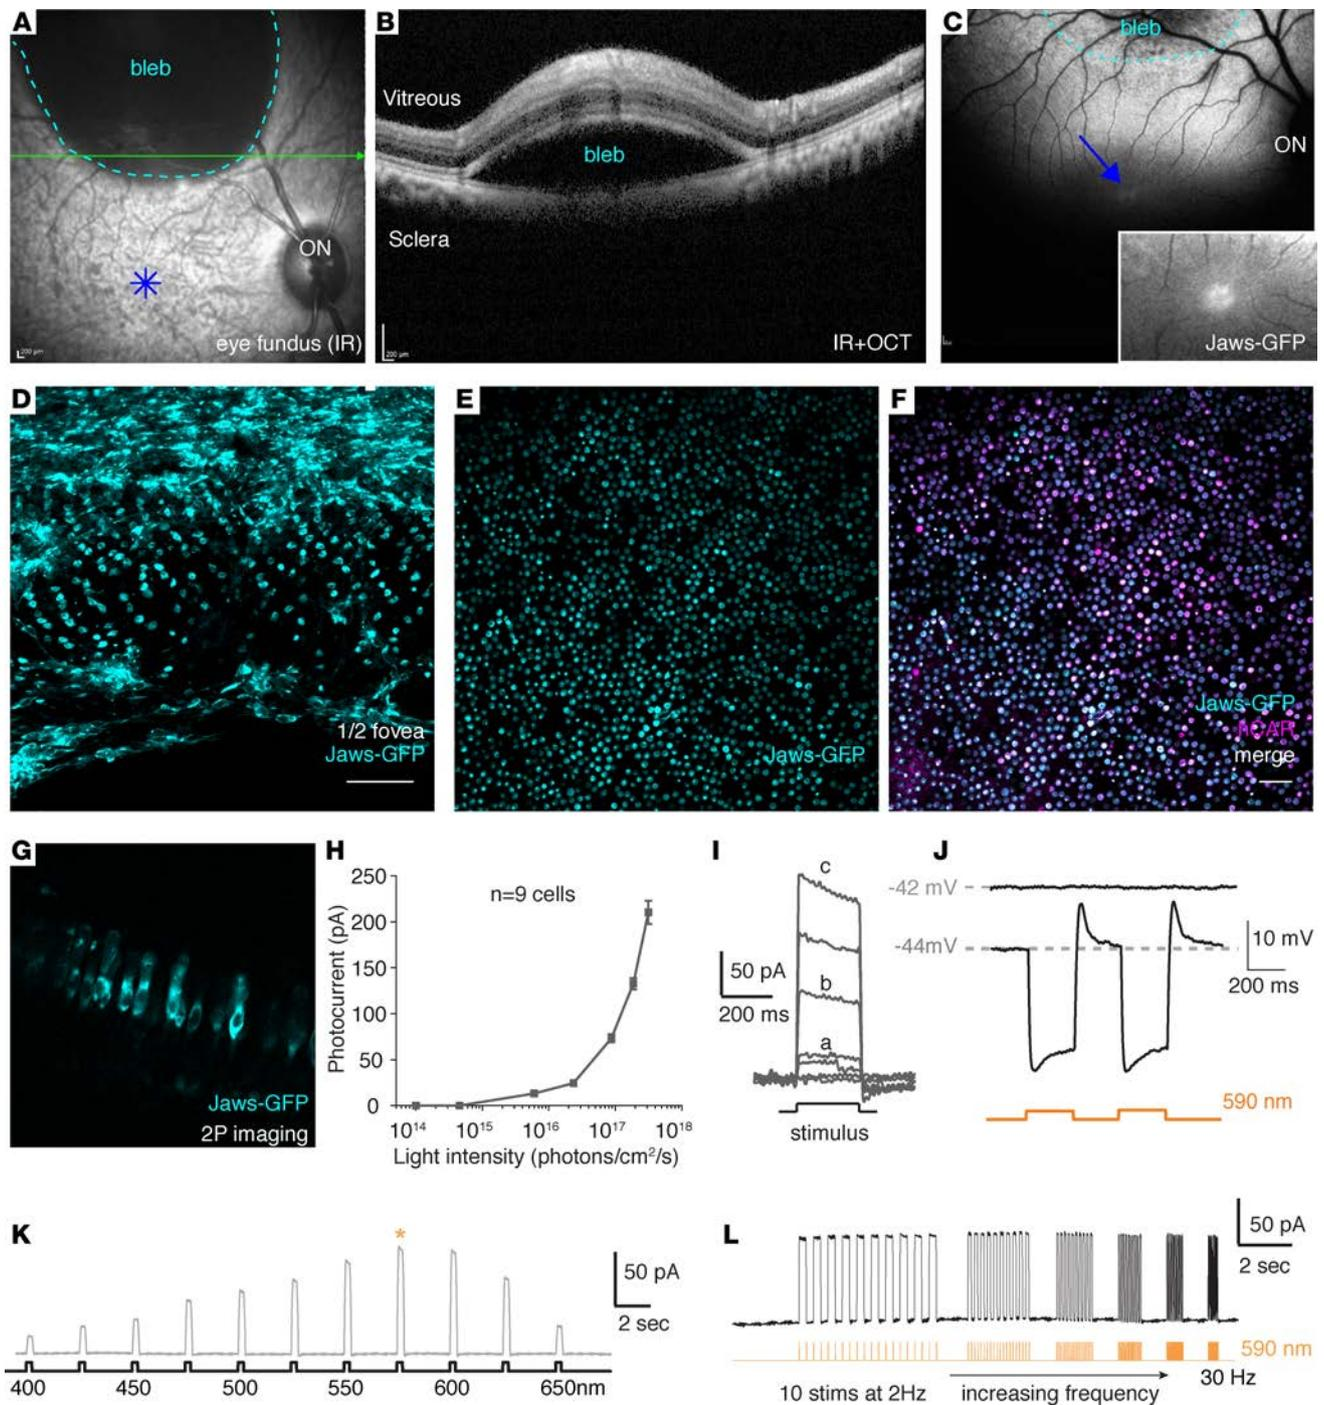 A
bleb
ON
eye fundus (IR)
200 µm
B
Vitreous
bleb
Sclera
200 µm
IR+OCT
C
bleb
ON
Jaws-GFP
D
1/2 fovea
Jaws-GFP
E
Jaws-GFP
F
Jaws-GFP
hCAR
merge
G
Jaws-GFP
2P imaging
H
n=9 cells
Photocurrent (pA)
250
200
150
100
50
0
10^14 10^15 10^16 10^17 10^18
Light intensity (photons/cm²/s)
I
c
b
a
50 pA
200 ms
stimulus
J
-42 mV
-44mV
10 mV
200 ms
590 nm
K
*
50 pA
2 sec
400 450 500 550 600 650nm
L
50 pA
2 sec
590 nm
10 stims at 2Hz increasing frequency 30 Hz